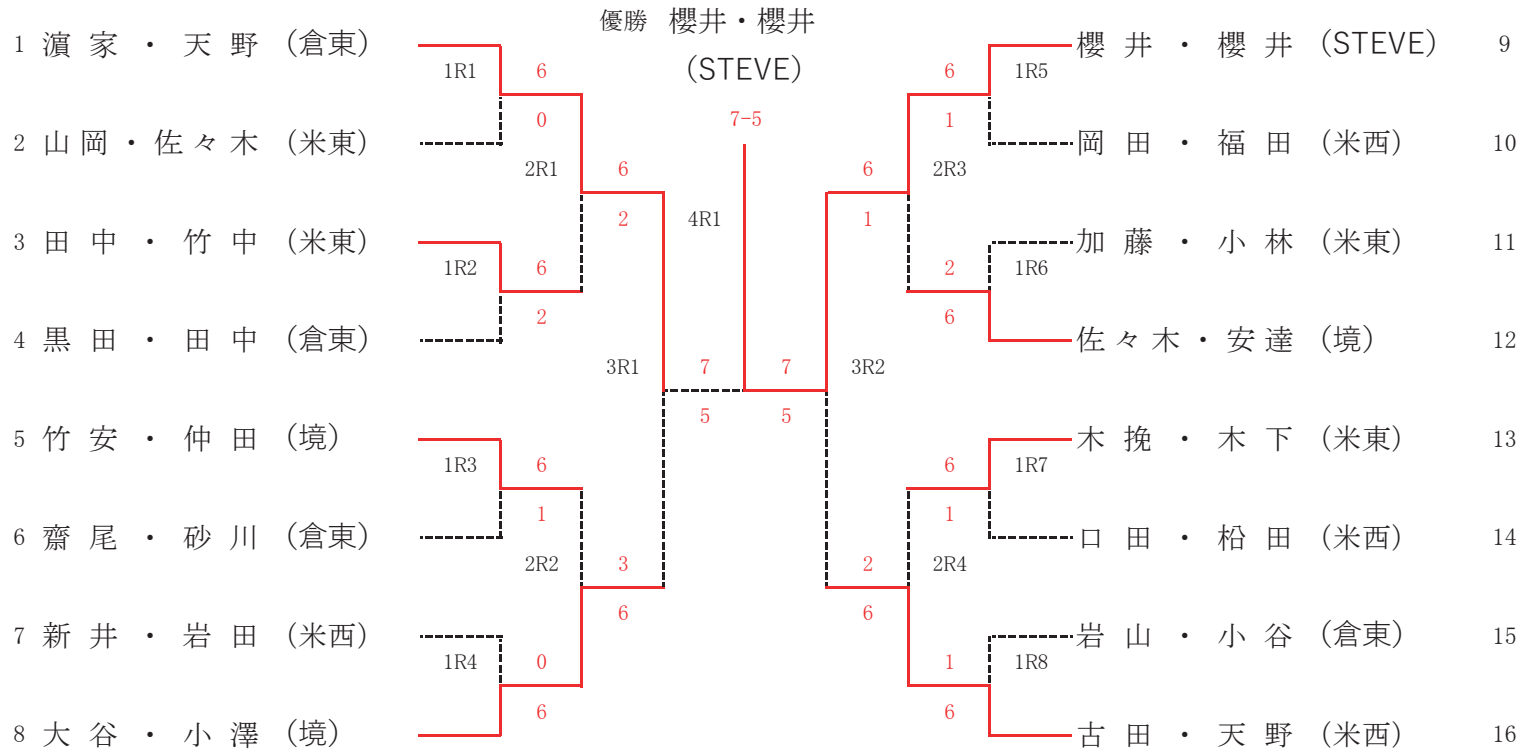 優勝 櫻井・櫻井
(STEVE)
7-5
1 濵家・天野 (倉東)
1R1 6
0
2 山岡・佐々木 (米東)
2R1 6
2
3 田中・竹中 (米東)
1R2 6
2
4 黒田・田中 (倉東)
3R1 7
5
5 竹安・仲田 (境)
1R3 6
1
6 齋尾・砂川 (倉東)
2R2 3
6
7 新井・岩田 (米西)
1R4 0
6
8 大谷・小澤 (境)
4R1
櫻井・櫻井 (STEVE) 9
6 1R5
1
岡田・福田 (米西) 10
6 2R3
1
加藤・小林 (米東) 11
2 1R6
6
佐々木・安達 (境) 12
7 3R2
5
木挽・木下 (米東) 13
6 1R7
1
口田・枱田 (米西) 14
2 2R4
6
岩山・小谷 (倉東) 15
1 1R8
6
古田・天野 (米西) 16